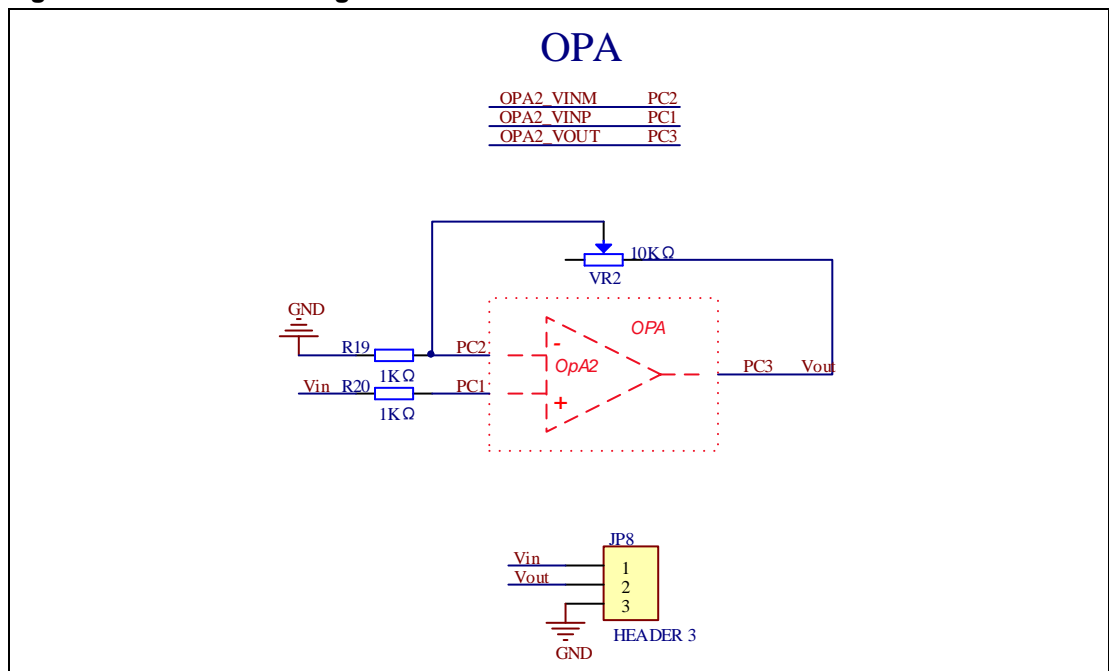 OPA
OPA2_VINM PC2
OPA2_VINP PC1
OPA2_VOUT PC3
10KΩ
VR2
GND
OPA
R19 PC2 -
OpA2
1KΩ
PC3 Vout
Vin R20 PC1
+
1KΩ
JP8
Vin 1
Vout 2
3
HEADER 3
GND